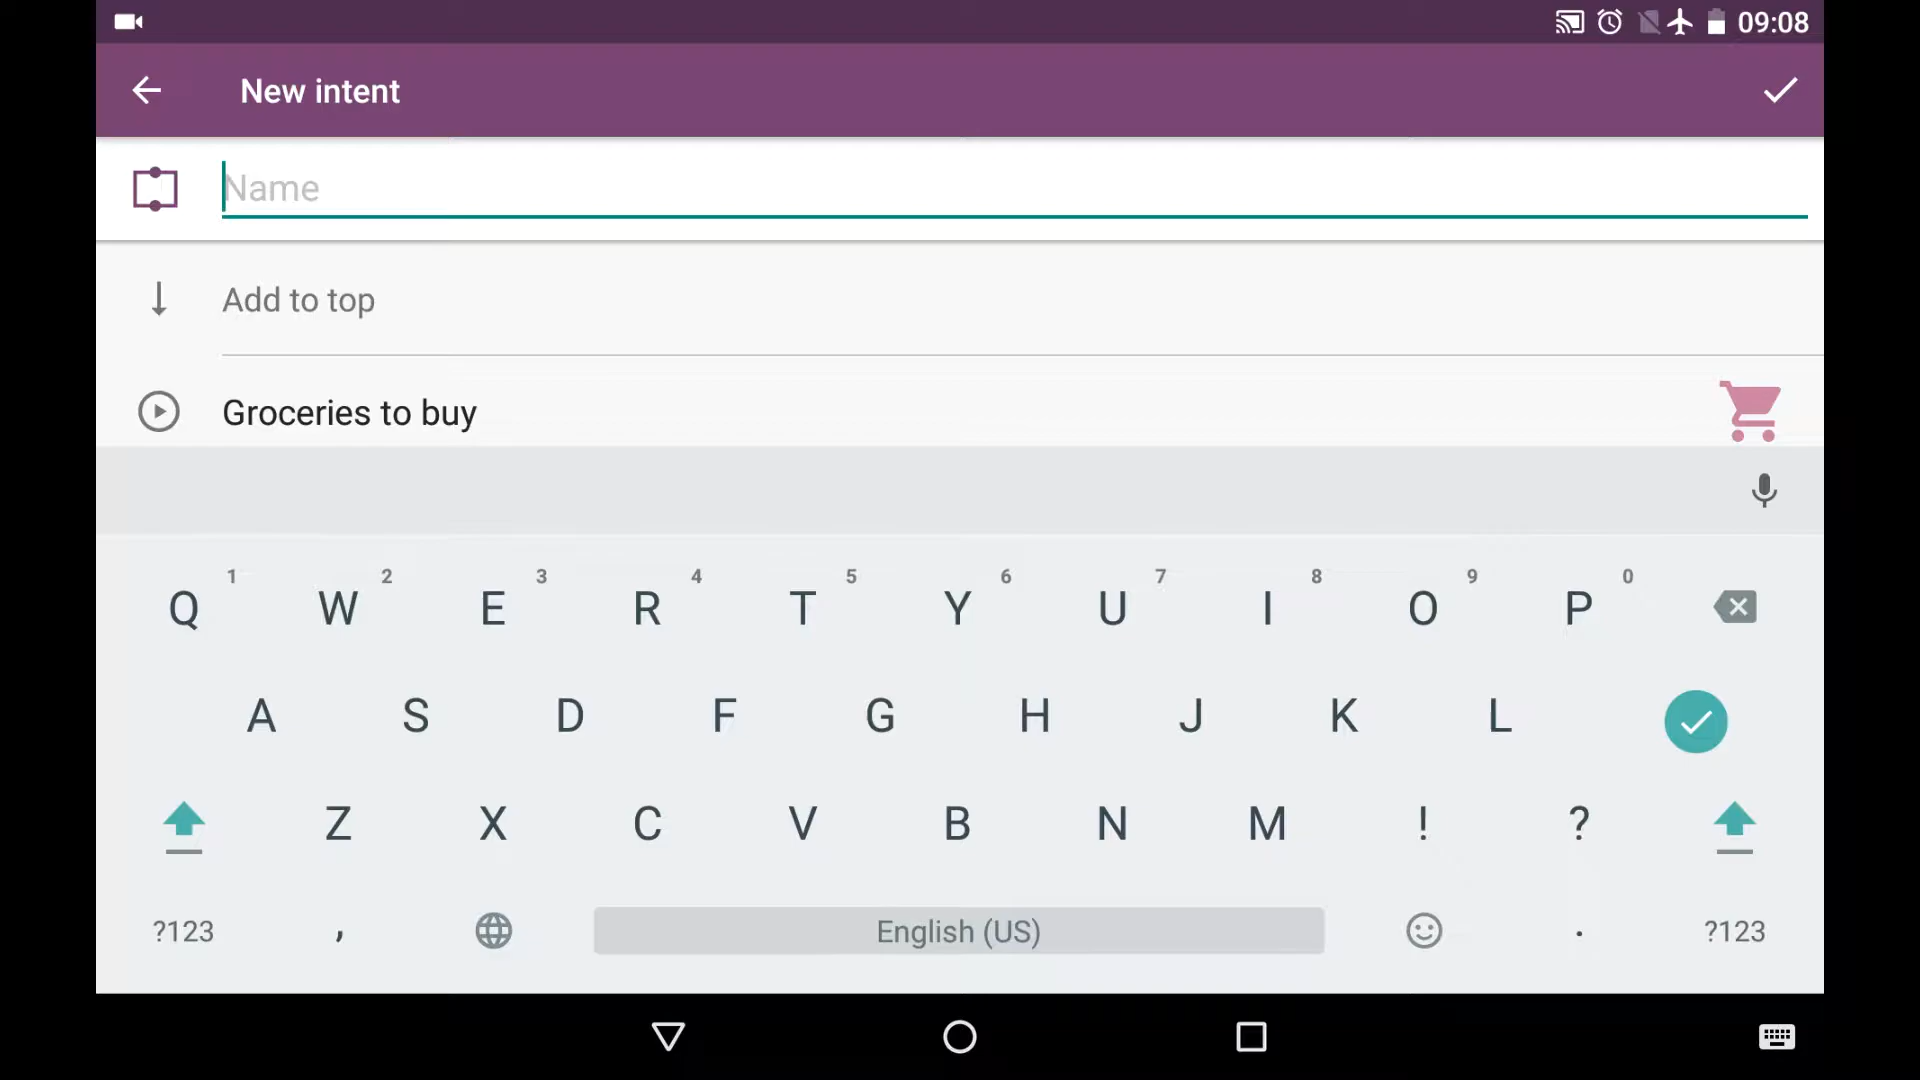 09:08
New intent
Name
Add to top
Groceries to buy
1 2 3 4 5 6 7 8 9 0
Q W E R T Y U I O P
A S D F G H J K L
Z X C V B N M ! ?
?123 , English (US) . ?123